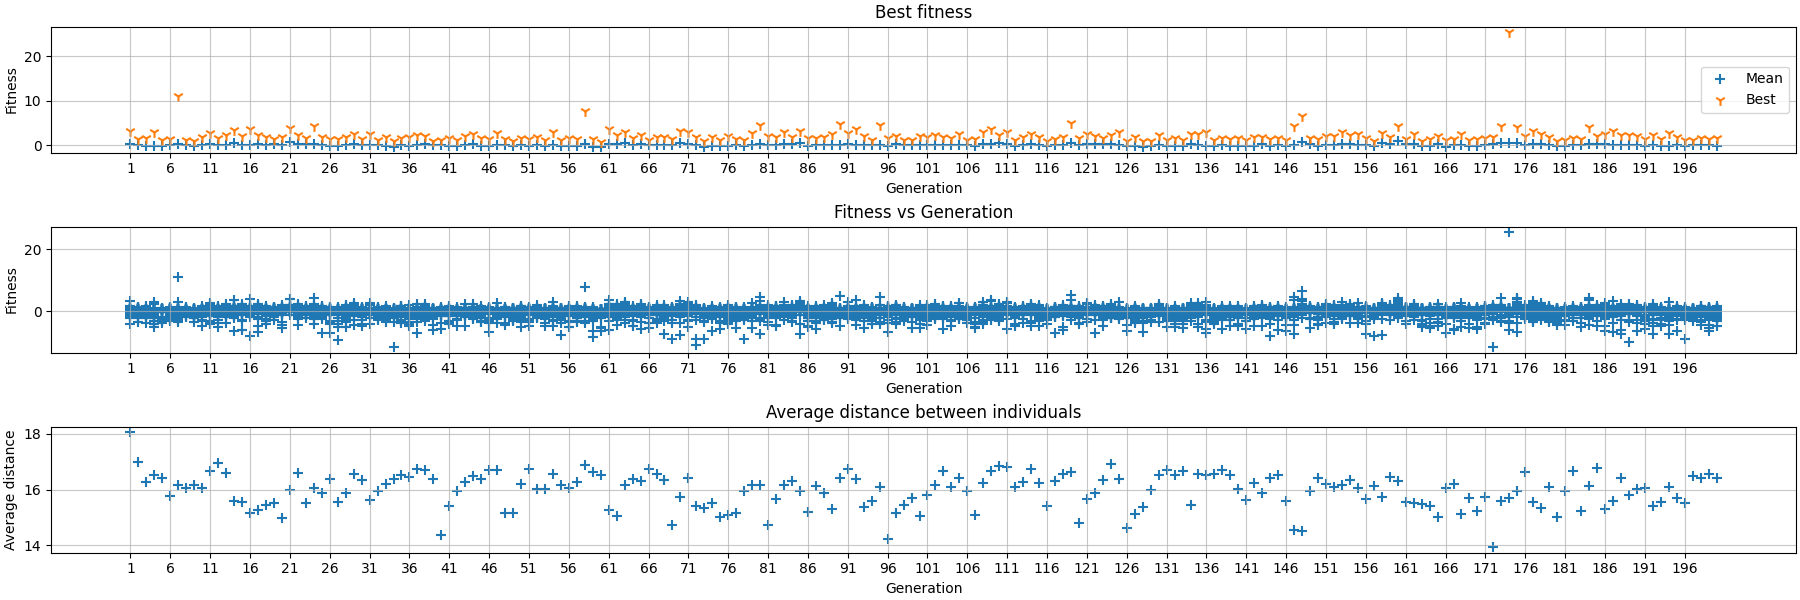 Best fitness
Fitness
20
10
0
Mean
Best
1 6 11 16 21 26 31 36 41 46 51 56 61 66 71 76 81 86 91 96 101 106 111 116 121 126 131 136 141 146 151 156 161 166 171 176 181 186 191 196
Generation
Fitness vs Generation
Fitness
20
0
1 6 11 16 21 26 31 36 41 46 51 56 61 66 71 76 81 86 91 96 101 106 111 116 121 126 131 136 141 146 151 156 161 166 171 176 181 186 191 196
Generation
Average distance between individuals
Average distance
18
16
14
1 6 11 16 21 26 31 36 41 46 51 56 61 66 71 76 81 86 91 96 101 106 111 116 121 126 131 136 141 146 151 156 161 166 171 176 181 186 191 196
Generation